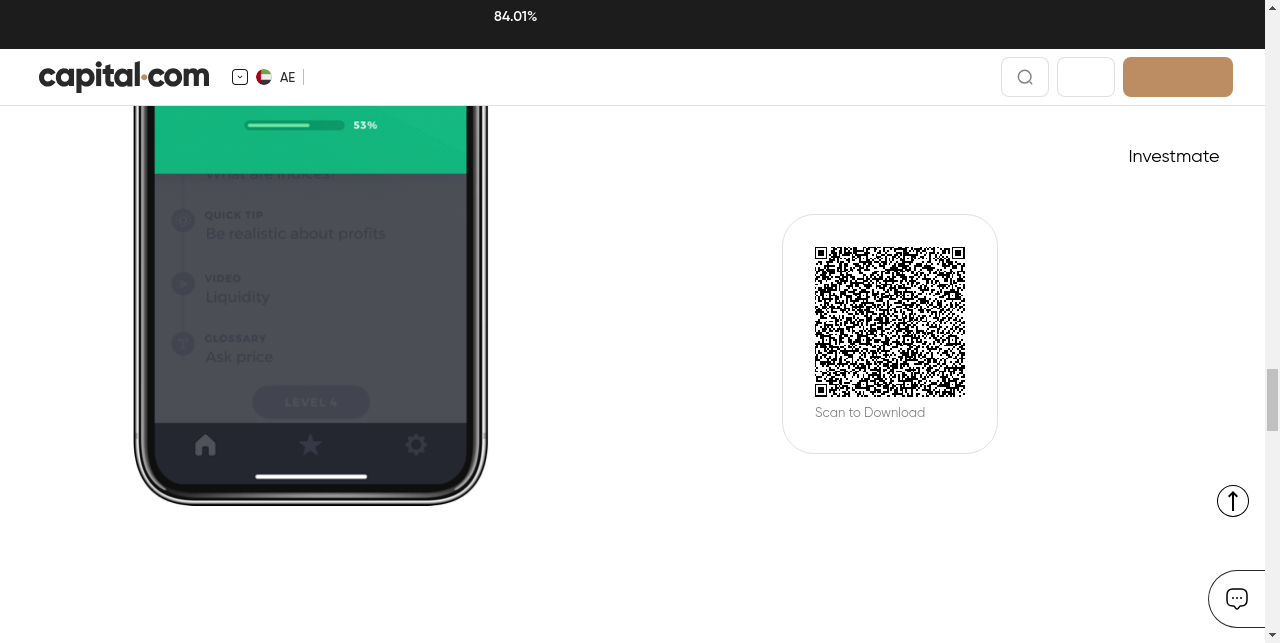 84.01%
capital.com
AE
53%
Investmate
What are indices?
QUICK TIP
Be realistic about profits
VIDEO
Liquidity
GLOSSARY
Ask price
LEVEL 4
Scan to Download